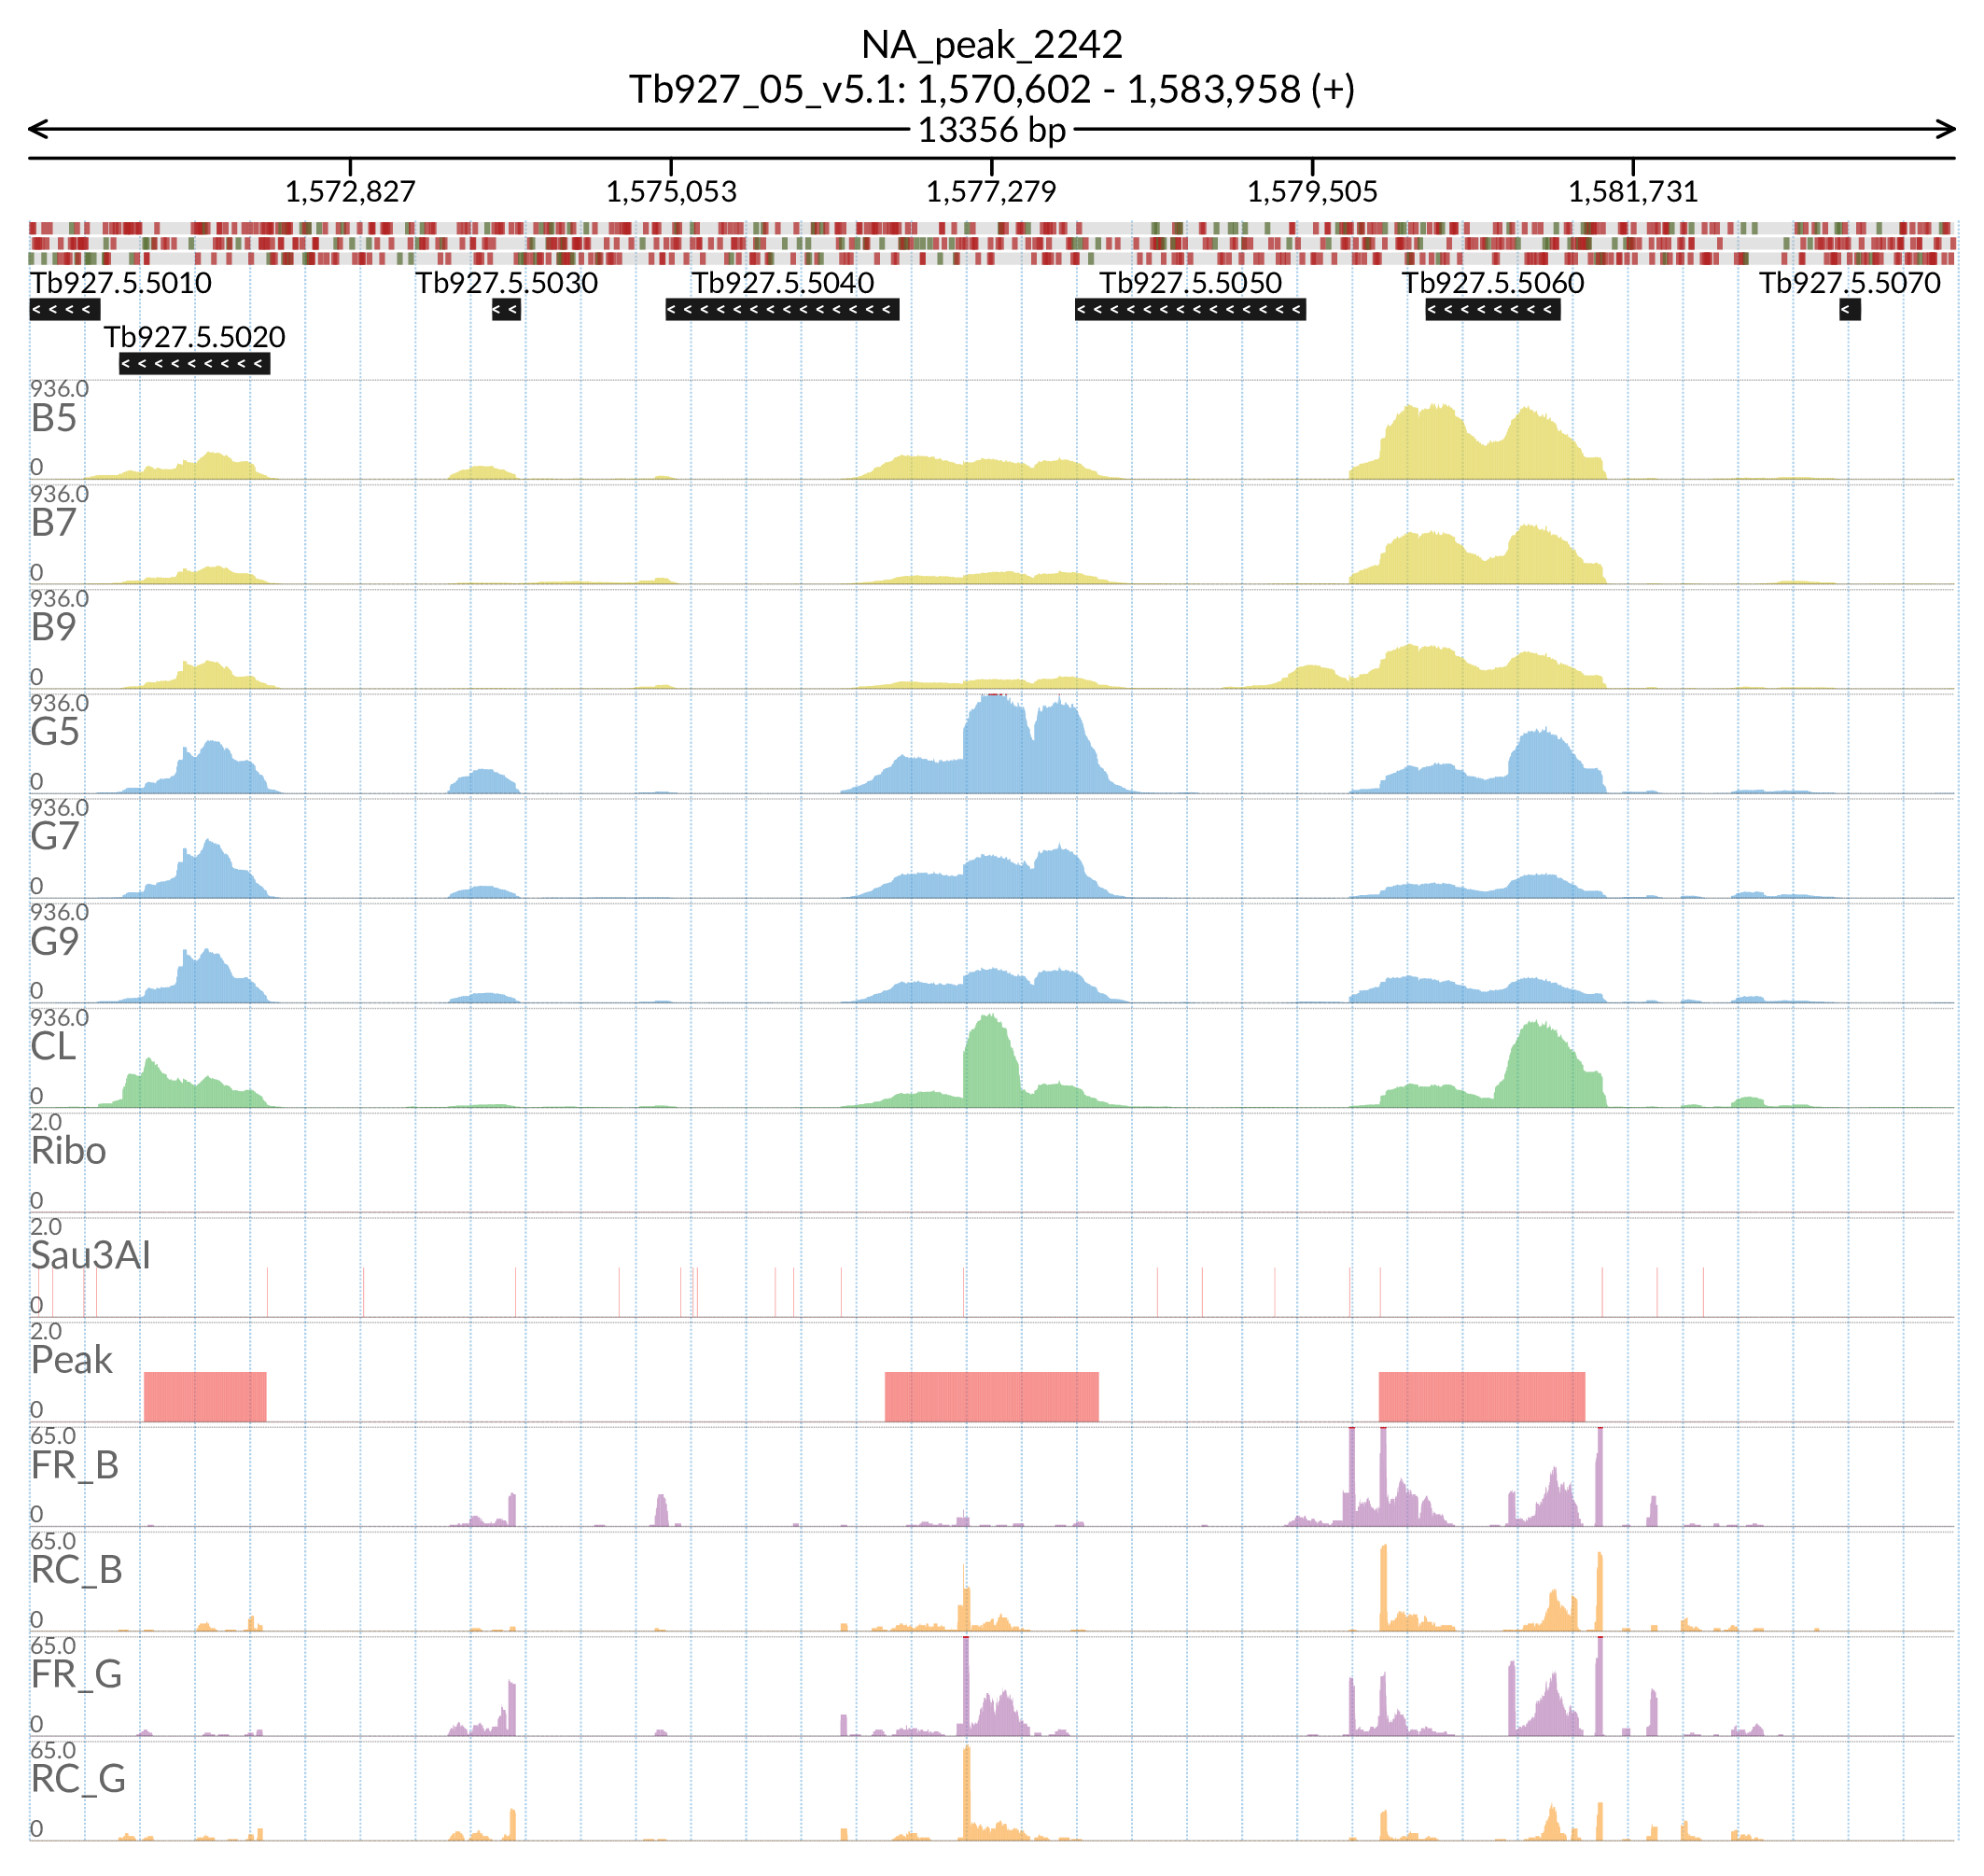 NA_peak_2242
Tb927_05_v5.1: 1,570,602 - 1,583,958 (+)
13356 bp
1,572,827 1,575,053 1,577,279 1,579,505 1,581,731
Tb927.5.5010 Tb927.5.5030 Tb927.5.5040 Tb927.5.5050 Tb927.5.5060 Tb927.5.5070
Tb927.5.5020
936.0
B5
0
936.0
B7
0
936.0
B9
0
936.0
G5
0
936.0
G7
0
936.0
G9
0
936.0
CL
0
2.0
Ribo
0
2.0
Sau3AI
0
2.0
Peak
0
65.0
FR_B
0
65.0
RC_B
0
65.0
FR_G
0
65.0
RC_G
0